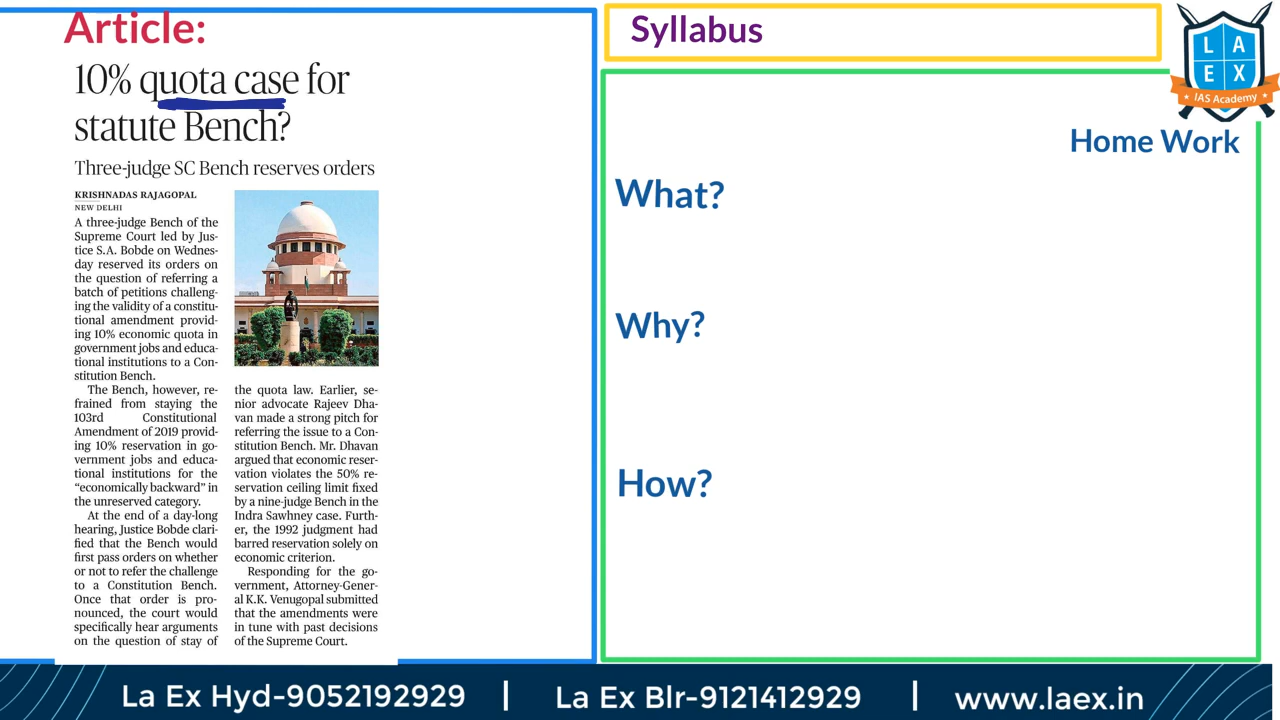 Article:
10% quota case for
statute Bench?
Three-judge SC Bench reserves orders
KRISHNADAS RAJAGOPAL
NEW DELHI
A three-judge Bench of the
Supreme Court led by Jus-
tice S.A. Bobde on Wednes-
day reserved its orders on
the question of referring a
batch of petitions challeng-
ing the validity of a constitu-
tional amendment provid-
ing 10% economic quota in
government jobs and educa-
tional institutions to a Con-
stitution Bench.
The Bench, however, re-
frained from staying the
103rd Constitutional
Amendment of 2019 provid-
ing 10% reservation in go-
vernment jobs and educa-
tional institutions for the
“economically backward” in
the unreserved category.
At the end of a day-long
hearing, Justice Bobde clari-
fied that the Bench would
first pass orders on whether
or not to refer the challenge
to a Constitution Bench.
Once that order is pro-
nounced, the court would
specifically hear arguments
on the question of stay of
the quota law. Earlier, se-
nior advocate Rajeev Dha-
van made a strong pitch for
referring the issue to a Con-
stitution Bench. Mr. Dhavan
argued that economic reser-
vation violates the 50% re-
servation ceiling limit fixed
by a nine-judge Bench in the
Indra Sawhney case. Furth-
er, the 1992 judgment had
barred reservation solely on
economic criterion.
Responding for the go-
vernment, Attorney-Gener-
al K.K. Venugopal submitted
that the amendments were
in tune with past decisions
of the Supreme Court.
Syllabus
L A
E X
IAS Academy
Home Work
What?
Why?
How?
La Ex Hyd-9052192929 | La Ex Blr-9121412929 | www.laex.in